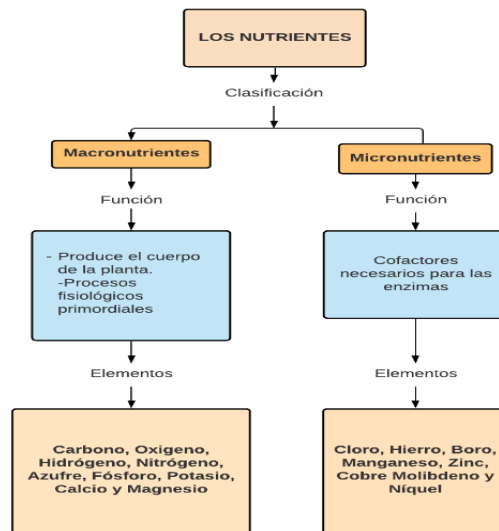 LOS NUTRIENTES
Clasificación
Macronutrientes
Micronutrientes
Función
Función
- Produce el cuerpo
de la planta.
-Procesos
fisiológicos
primordiales
Cofactores
necesarios para las
enzimas
Elementos
Elementos
Carbono, Oxigeno,
Hidrógeno, Nitrógeno,
Azufre, Fósforo, Potasio,
Calcio y Magnesio
Cloro, Hierro, Boro,
Manganeso, Zinc,
Cobre Molibdeno y
Níquel